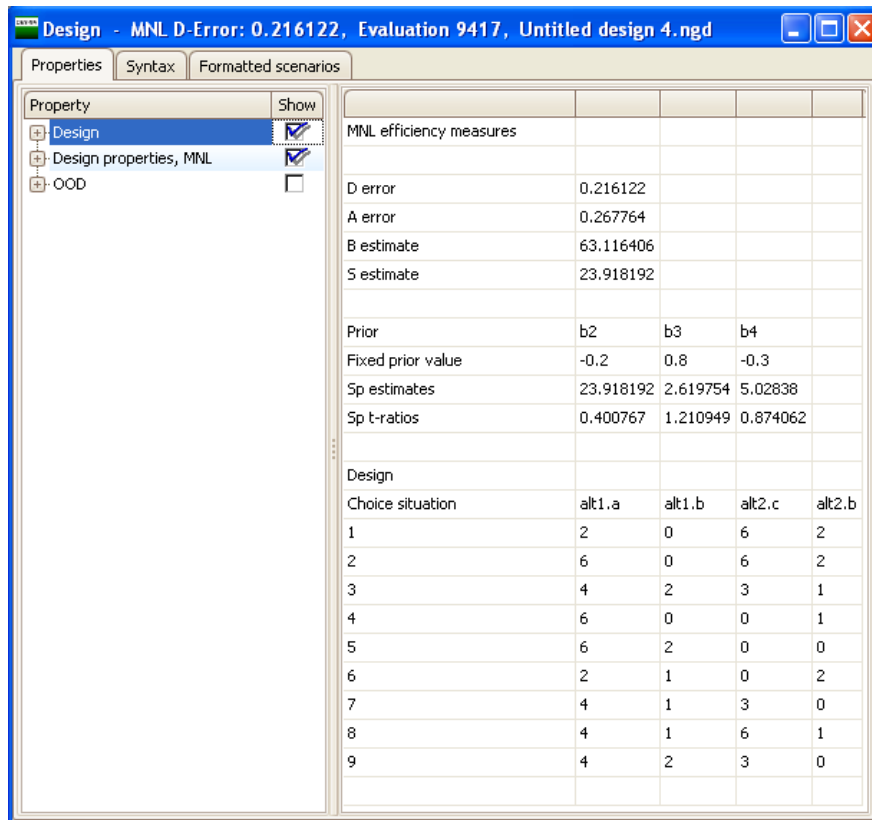 Design - MNL D-Error: 0.216122, Evaluation 9417, Untitled design 4.ngd
Properties Syntax Formatted scenarios
Property Show
Design
Design properties, MNL
OOD
MNL efficiency measures
D error 0.216122
A error 0.267764
B estimate 63.116406
S estimate 23.918192
Prior b2 b3 b4
Fixed prior value -0.2 0.8 -0.3
Sp estimates 23.918192 2.619754 5.02838
Sp t-ratios 0.400767 1.210949 0.874062
Design
Choice situation alt1.a alt1.b alt2.c alt2.b
1 2 0 6 2
2 6 0 6 2
3 4 2 3 1
4 6 0 0 1
5 6 2 0 0
6 2 1 0 2
7 4 1 3 0
8 4 1 6 1
9 4 2 3 0